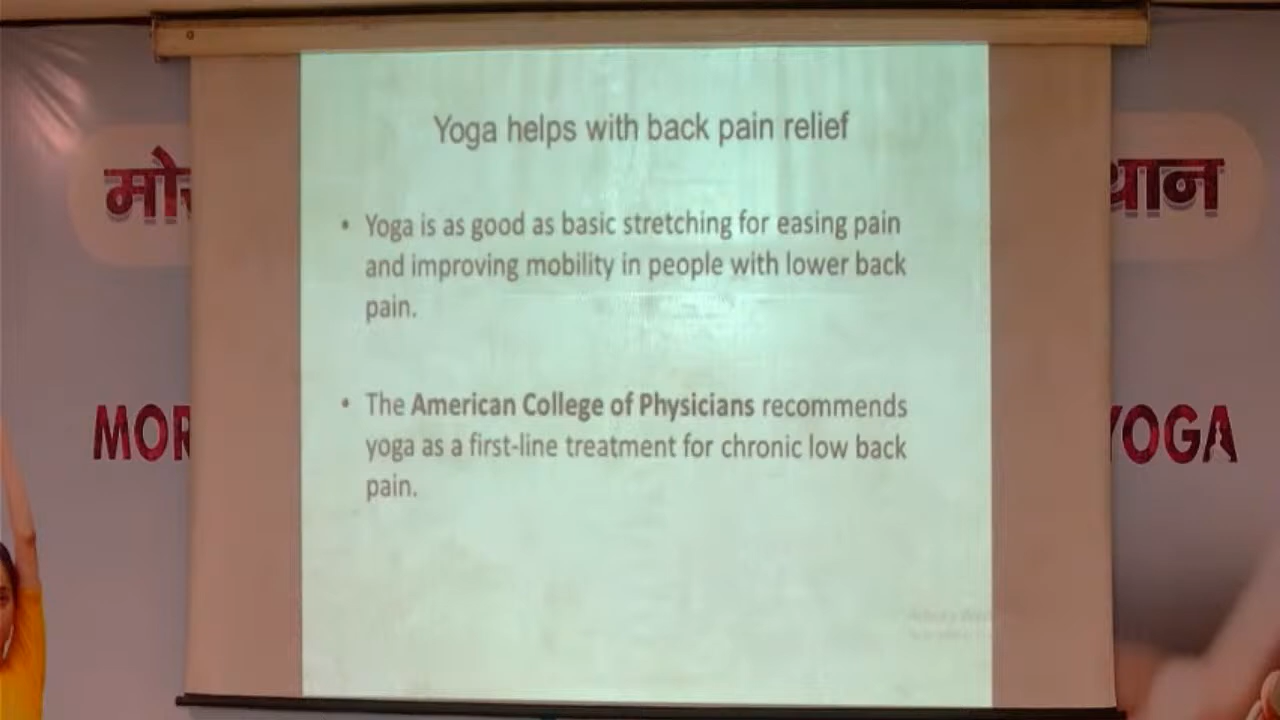 Yoga helps with back pain relief
• Yoga is as good as basic stretching for easing pain
and improving mobility in people with lower back
pain.
• The American College of Physicians recommends
yoga as a first-line treatment for chronic low back
pain.
मो
थान
MOR
YOGA